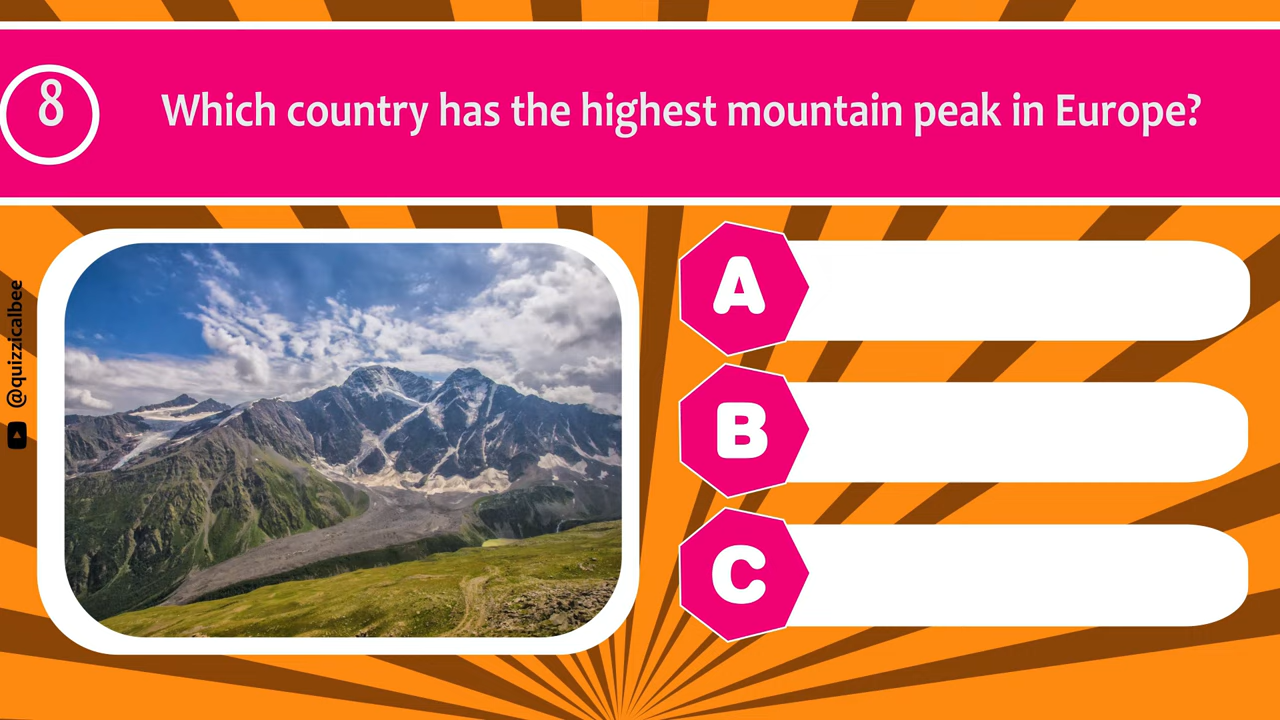 8
Which country has the highest mountain peak in Europe?
@quizzicalbee
A
B
C